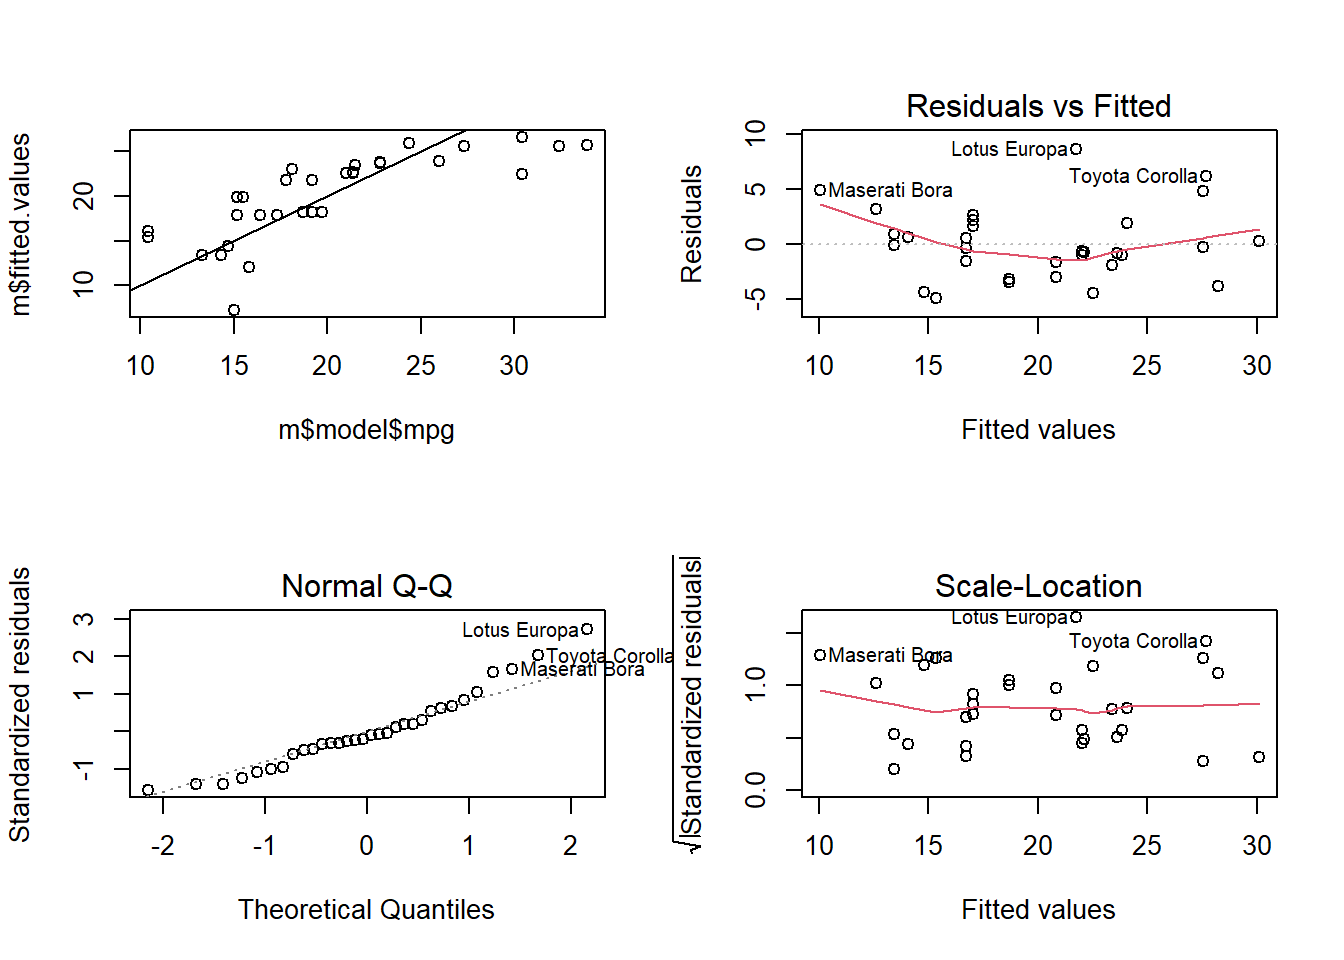 m$fitted.values
20
10
10 15 20 25 30
m$model$mpg
Residuals vs Fitted
Residuals
10
5
0
-5
Lotus Europa
Toyota Corolla
Maserati Bora
10 15 20 25 30
Fitted values
Normal Q-Q
Standardized residuals
3
2
1
-1
Lotus Europa
Toyota Corolla
Maserati Bora
-2 -1 0 1 2
Theoretical Quantiles
Scale-Location
√|Standardized residuals|
1.0
0.0
Lotus Europa
Toyota Corolla
Maserati Bora
10 15 20 25 30
Fitted values